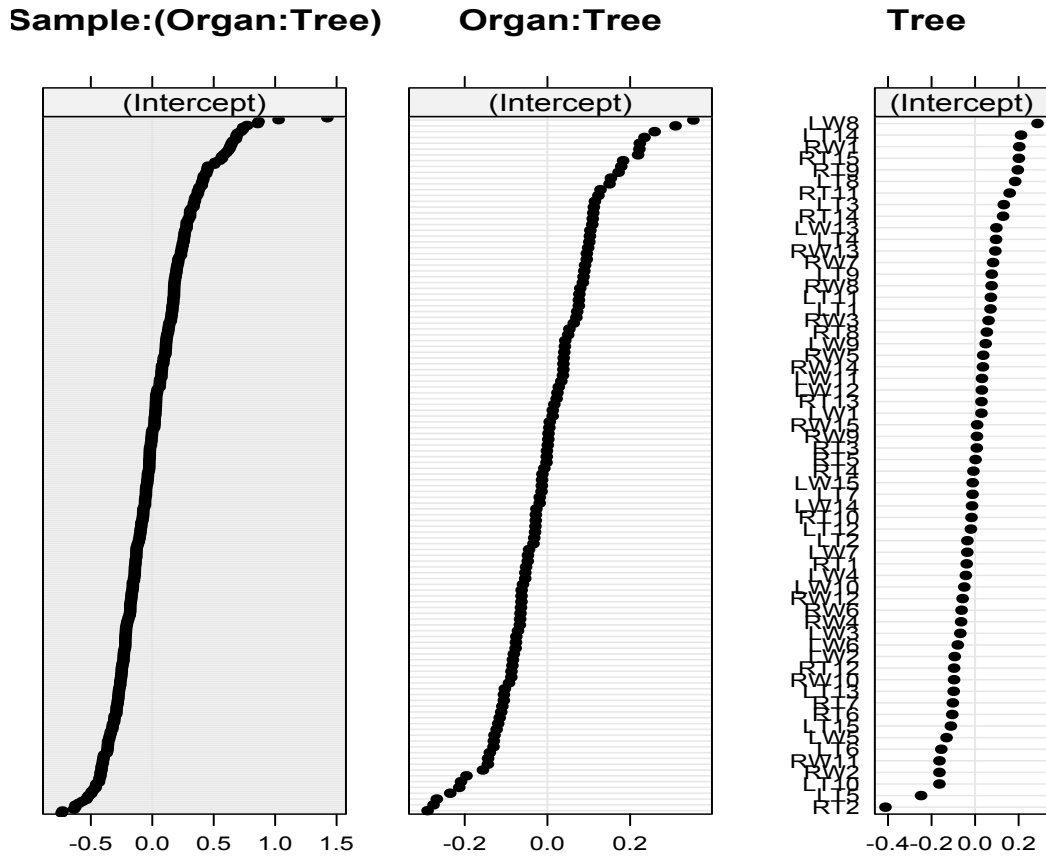 Sample:(Organ:Tree) Organ:Tree Tree
(Intercept) (Intercept) (Intercept)
LW8
LT14
RW1
RT15
RT9
LT8
RT11
LT3
RT14
LW13
LT4
RW13
RW7
LT9
RW8
LT11
LT1
RW3
RT8
LW9
RW5
RW14
LW11
LW12
RT13
LW1
RW15
RW9
RT3
RT5
RT4
LW15
LT7
LW14
RT10
LT12
LT2
LW7
RT1
LW4
LW10
RW12
RW6
RW4
LW3
LW6
LW2
RT12
RW10
LT13
RT7
RT6
LT15
LW5
LT6
RW11
RW2
LT10
LT5
RT2
-0.5 0.0 0.5 1.0 1.5 -0.2 0.0 0.2 -0.4 -0.2 0.0 0.2